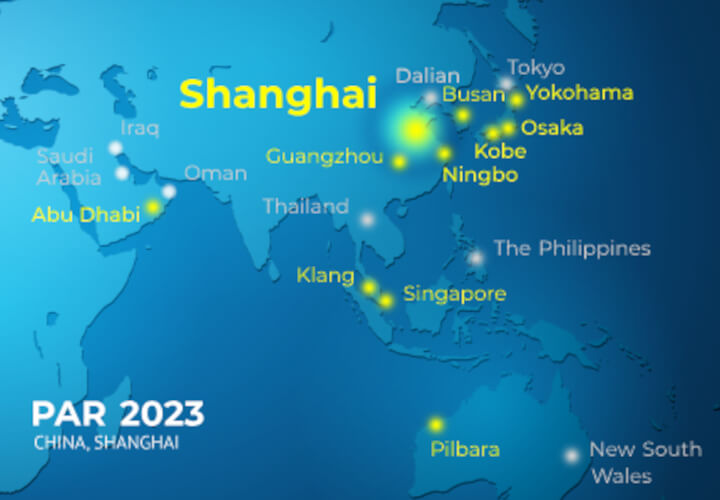 Tokyo
Dalian
Shanghai
Busan
Yokohama
Iraq
Osaka
Saudi
Arabia
Guangzhou
Kobe
Oman
Ningbo
Abu Dhabi
Thailand
The Philippines
Klang
Singapore
PAR 2023
CHINA, SHANGHAI
Pilbara
New South
Wales